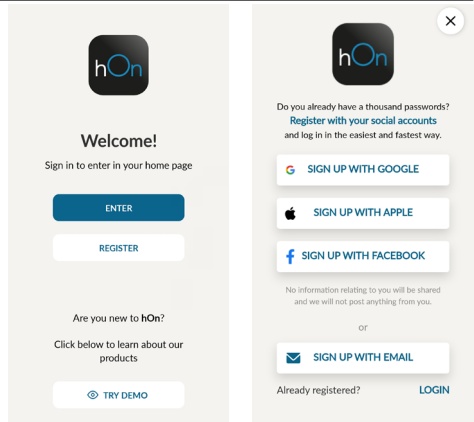 hOn
Welcome!
Sign in to enter in your home page
ENTER
REGISTER
Are you new to hOn?
Click below to learn about our
products
TRY DEMO
hOn
Do you already have a thousand passwords?
Register with your social accounts
and log in in the easiest and fastest way.
SIGN UP WITH GOOGLE
SIGN UP WITH APPLE
SIGN UP WITH FACEBOOK
No information relating to you will be shared
and we will not post anything from you.
or
SIGN UP WITH EMAIL
Already registered? LOGIN